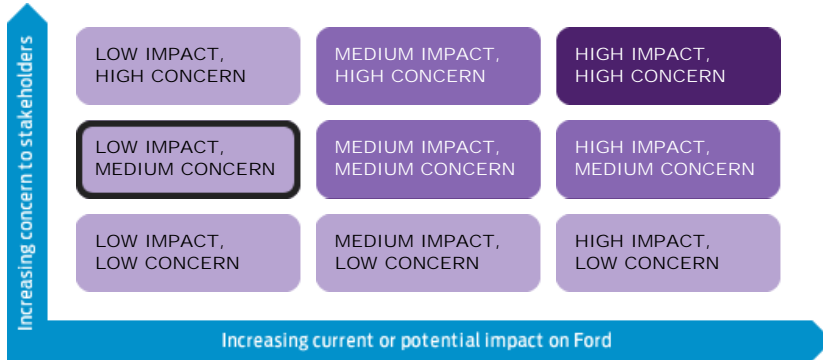 Increasing concern to stakeholders
LOW IMPACT,
HIGH CONCERN
MEDIUM IMPACT,
HIGH CONCERN
HIGH IMPACT,
HIGH CONCERN
LOW IMPACT,
MEDIUM CONCERN
MEDIUM IMPACT,
MEDIUM CONCERN
HIGH IMPACT,
MEDIUM CONCERN
LOW IMPACT,
LOW CONCERN
MEDIUM IMPACT,
LOW CONCERN
HIGH IMPACT,
LOW CONCERN
Increasing current or potential impact on Ford